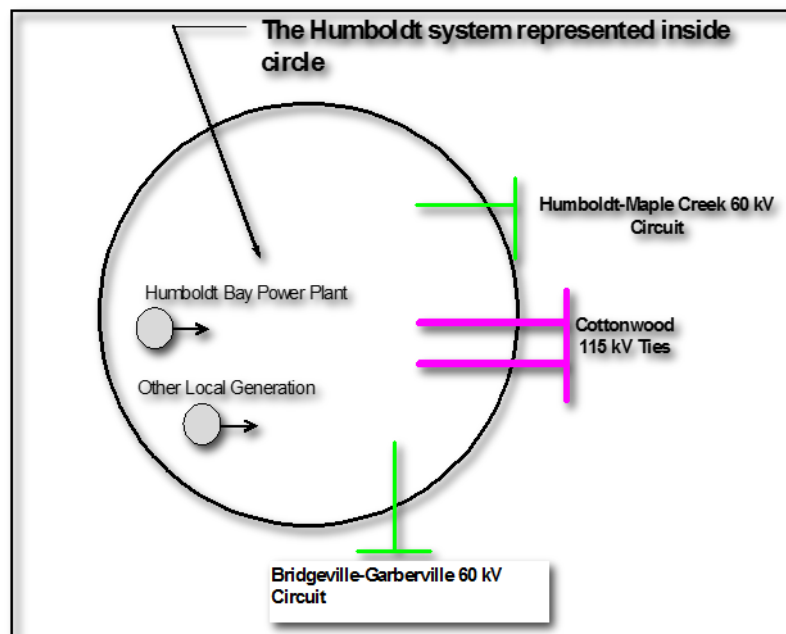 The Humboldt system represented inside
circle
Humboldt-Maple Creek 60 kV
Circuit
Humboldt Bay Power Plant
Cottonwood
115 kV Ties
Other Local Generation
Bridgeville-Garberville 60 kV
Circuit